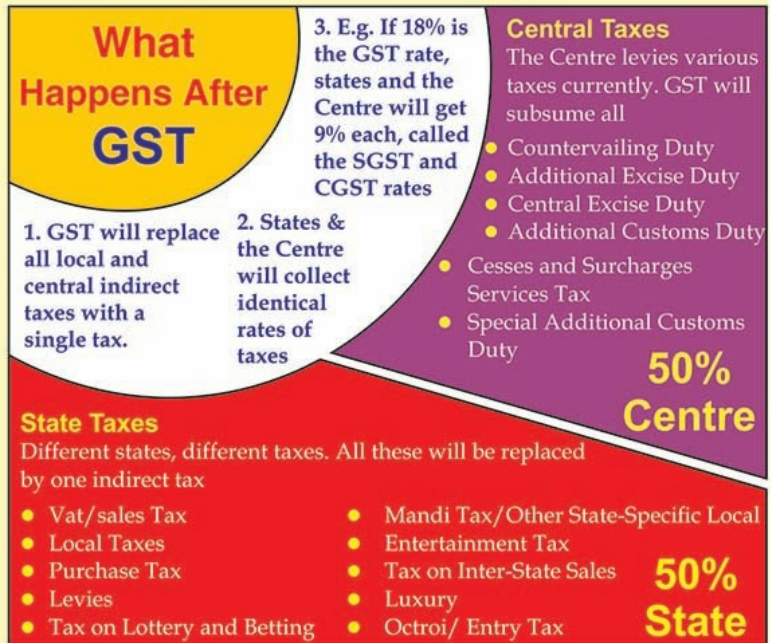 What
Happens After
GST
1. GST will replace
all local and
central indirect
taxes with a
single tax.
2. States &
the Centre
will collect
identical
rates of
taxes
3. E.g. If 18% is
the GST rate,
states and the
Centre will get
9% each, called
the SGST and
CGST rates
Central Taxes
The Centre levies various
taxes currently. GST will
subsume all
• Countervailing Duty
• Additional Excise Duty
• Central Excise Duty
• Additional Customs Duty
• Cesses and Surcharges
Services Tax
• Special Additional Customs
Duty
50%
Centre
State Taxes
Different states, different taxes. All these will be replaced
by one indirect tax
• Vat/sales Tax
• Local Taxes
• Purchase Tax
• Levies
• Tax on Lottery and Betting
• Mandi Tax/Other State-Specific Local
• Entertainment Tax
• Tax on Inter-State Sales
• Luxury
• Octroi/ Entry Tax
50%
State